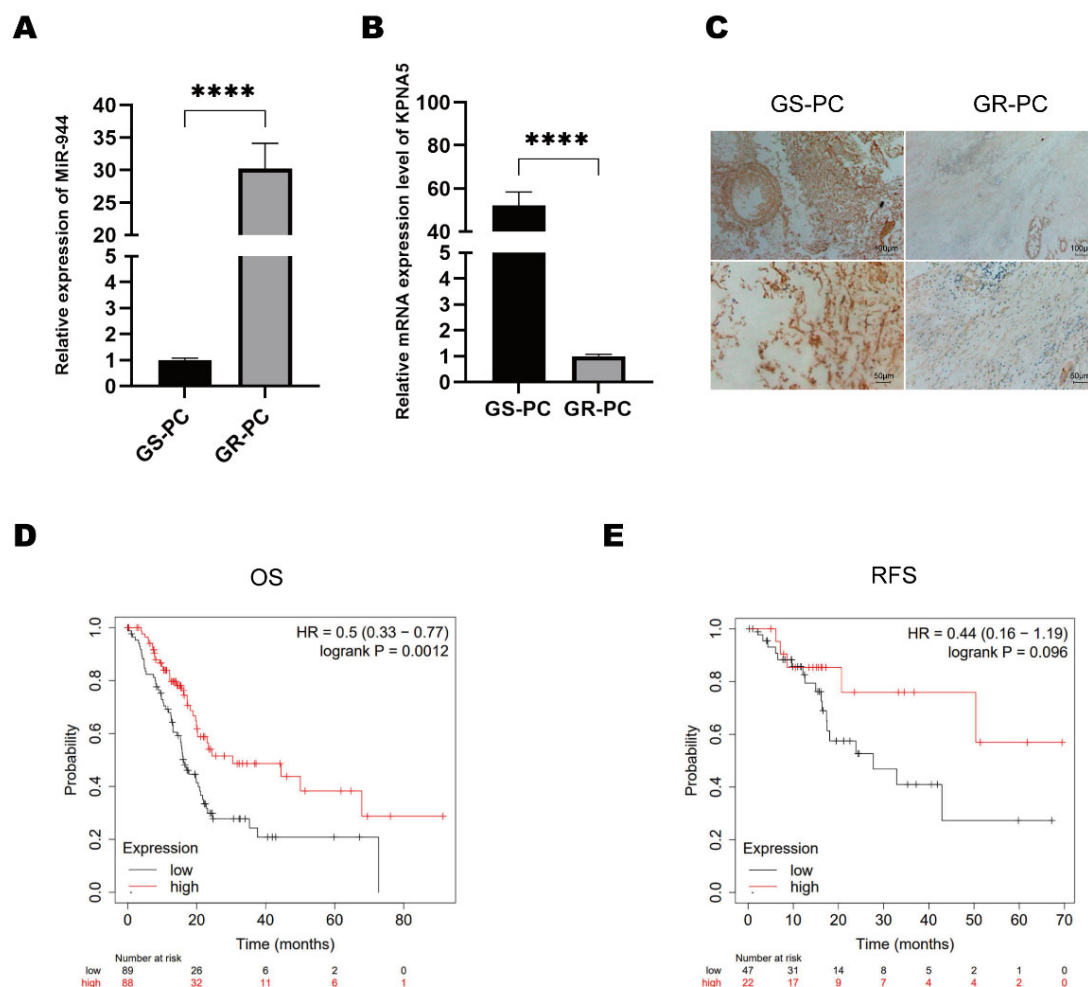 A
Relative expression of MiR-944
****
40
35
30
25
20
5
4
3
2
1
0
GS-PC
GR-PC
B
Relative mRNA expression level of KPNA5
****
100
80
60
40
5
4
3
2
1
0
GS-PC
GR-PC
C
GS-PC
GR-PC
100μm
100μm
50μm
50μm
D
OS
HR = 0.5 (0.33 − 0.77)
logrank P = 0.0012
Probability
1.0
0.8
0.6
0.4
0.2
0.0
Expression
low
high
0 20 40 60 80
Time (months)
Number at risk
low 89 26 6 2 0
high 88 32 11 6 1
E
RFS
HR = 0.44 (0.16 − 1.19)
logrank P = 0.096
Probability
1.0
0.8
0.6
0.4
0.2
0.0
Expression
low
high
0 10 20 30 40 50 60 70
Time (months)
Number at risk
low 47 31 14 8 5 2 1 0
high 22 17 9 7 4 4 2 0